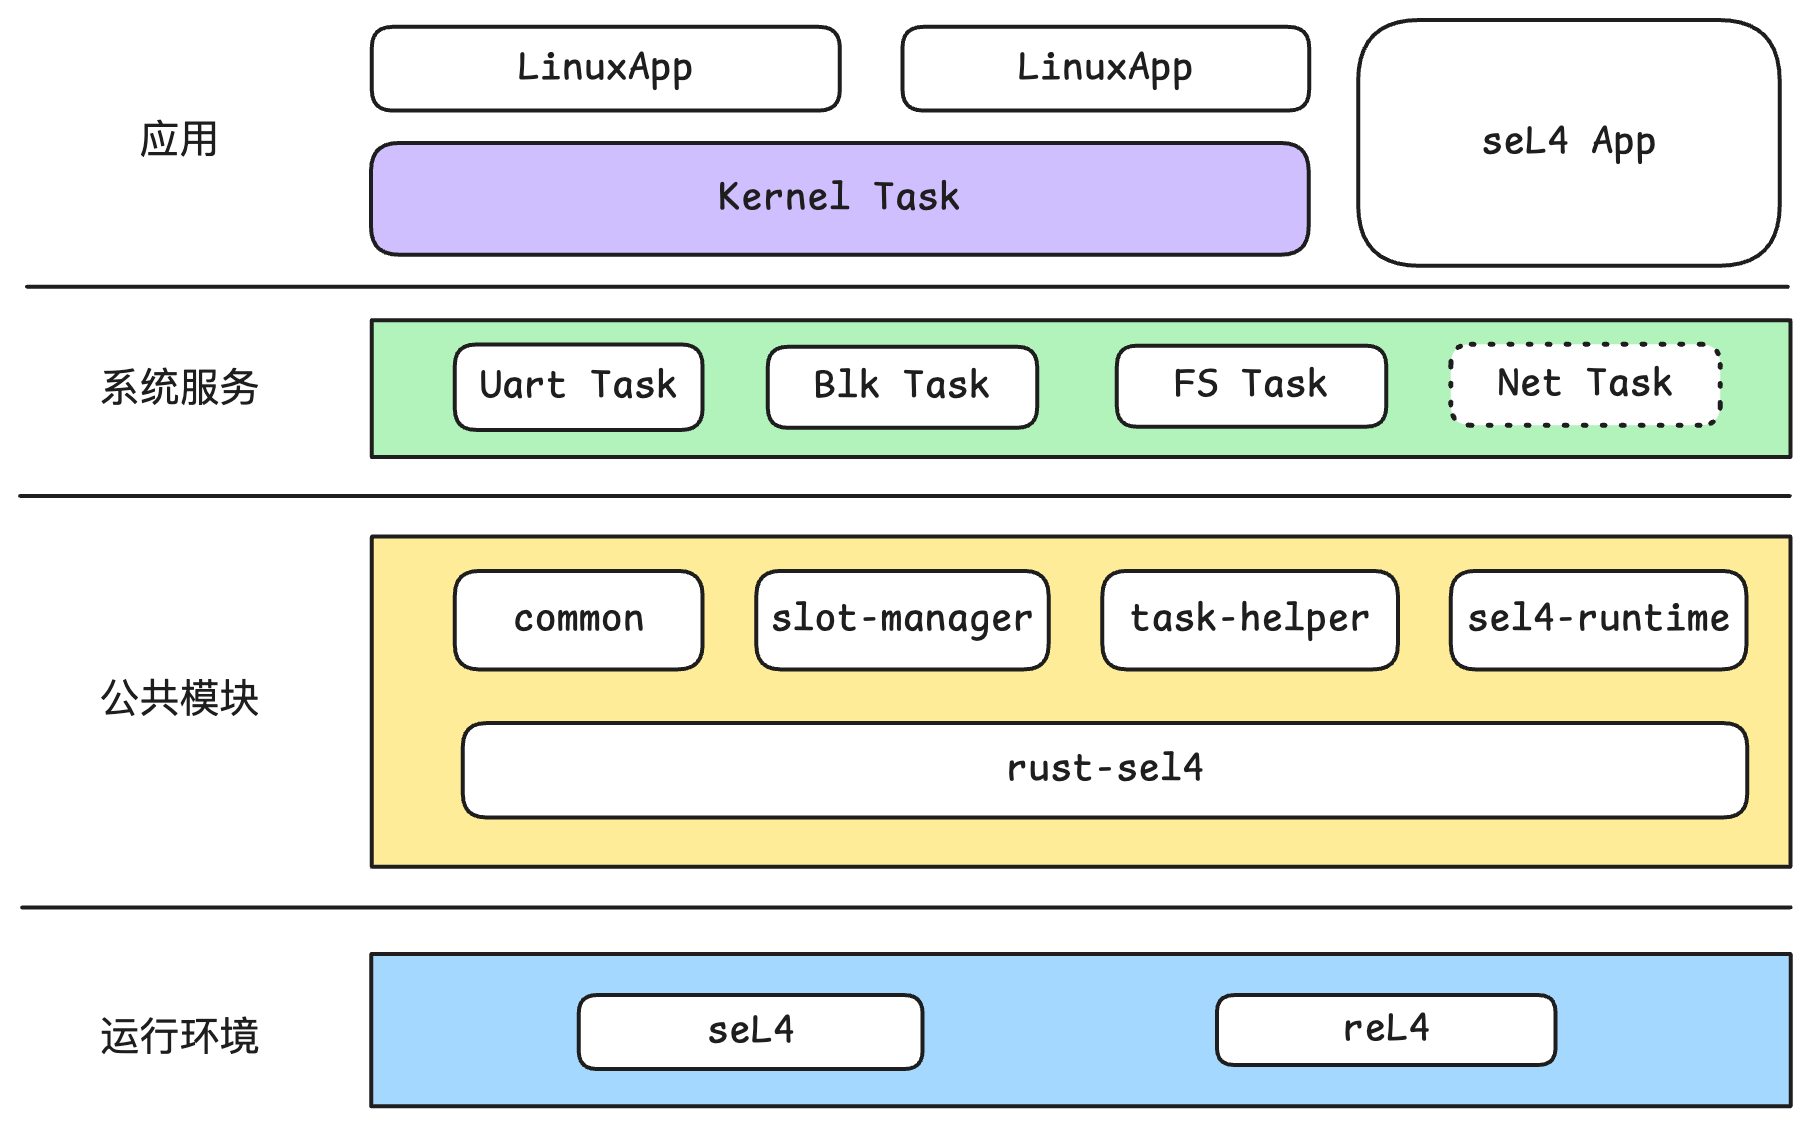 应用
LinuxApp
LinuxApp
Kernel Task
seL4 App
系统服务
Uart Task
Blk Task
FS Task
Net Task
公共模块
common
slot-manager
task-helper
sel4-runtime
rust-sel4
运行环境
seL4
reL4